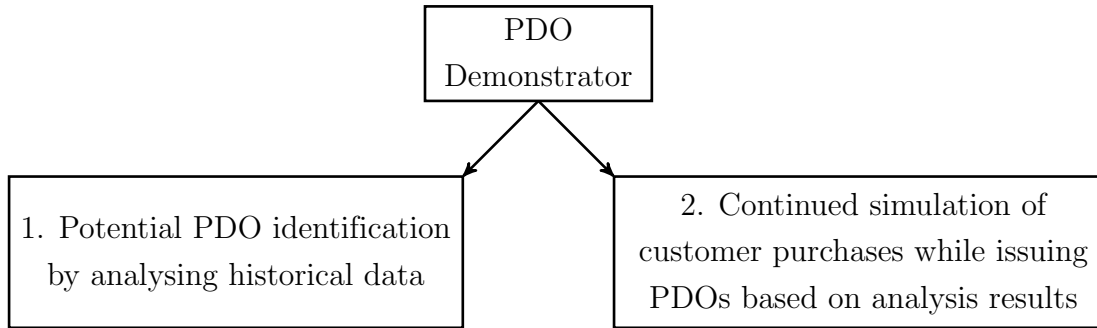 PDO
Demonstrator
1. Potential PDO identification
by analysing historical data
2. Continued simulation of
customer purchases while issuing
PDOs based on analysis results